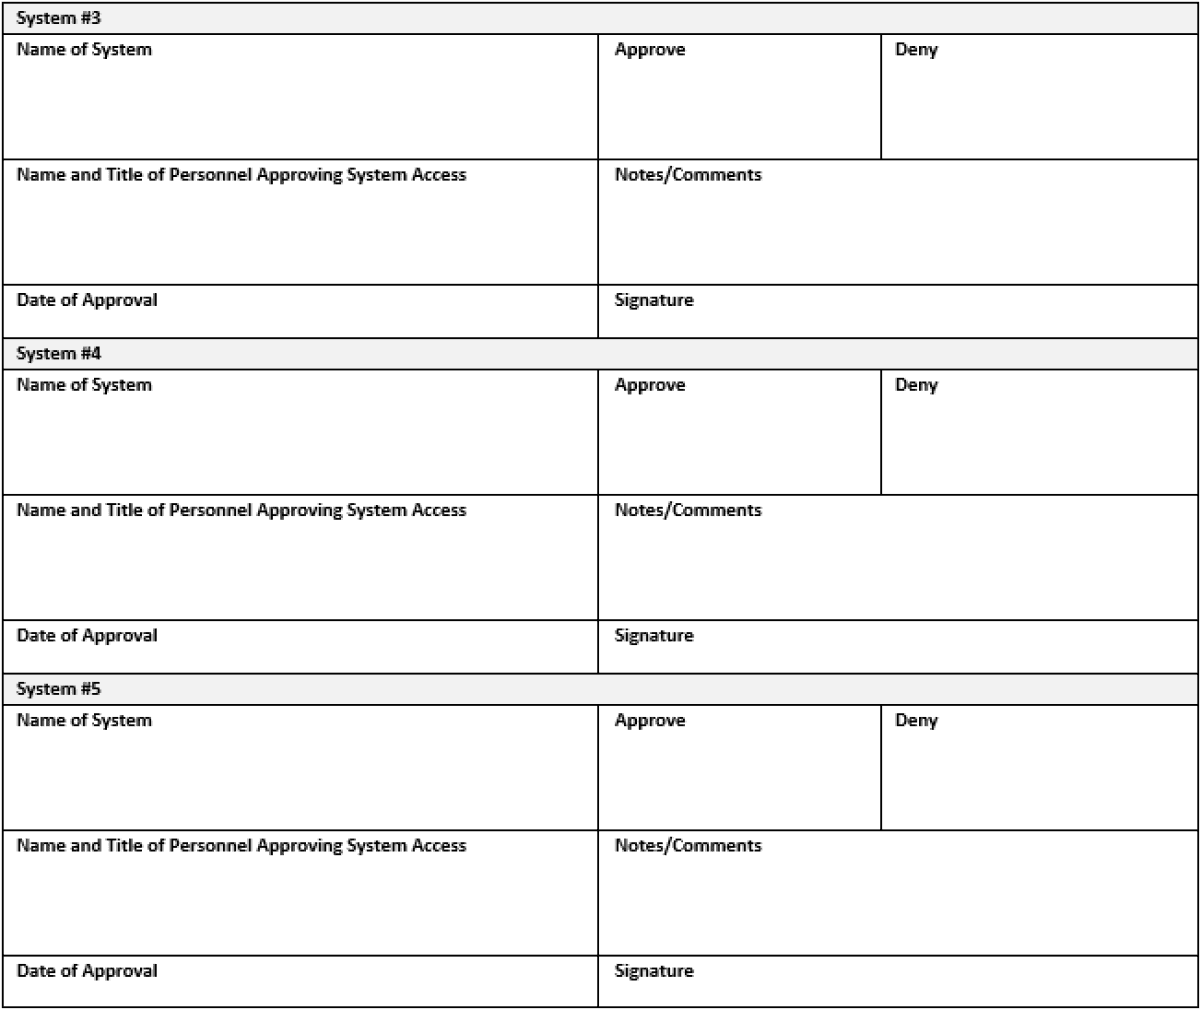 System #3
Name of System
Approve
Deny
Name and Title of Personnel Approving System Access
Notes/Comments
Date of Approval
Signature
System #4
Name of System
Approve
Deny
Name and Title of Personnel Approving System Access
Notes/Comments
Date of Approval
Signature
System #5
Name of System
Approve
Deny
Name and Title of Personnel Approving System Access
Notes/Comments
Date of Approval
Signature